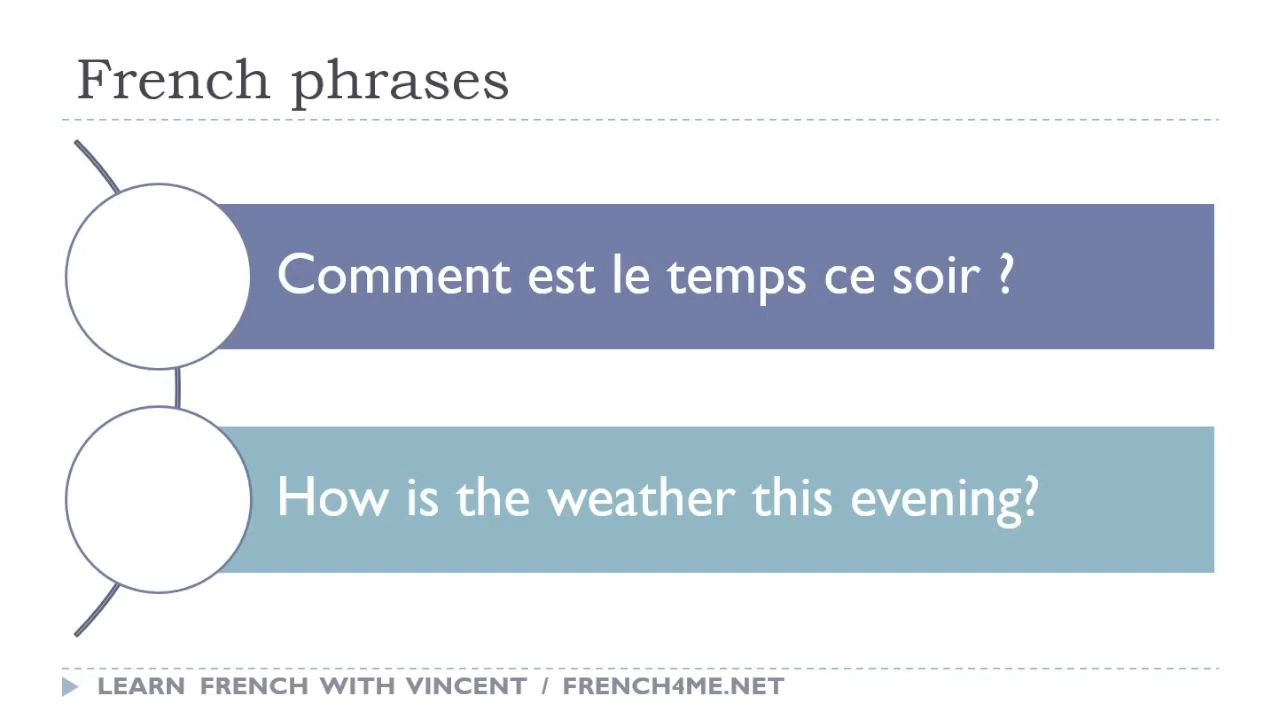 French phrases
Comment est le temps ce soir ?
How is the weather this evening?
LEARN FRENCH WITH VINCENT / FRENCH4ME.NET